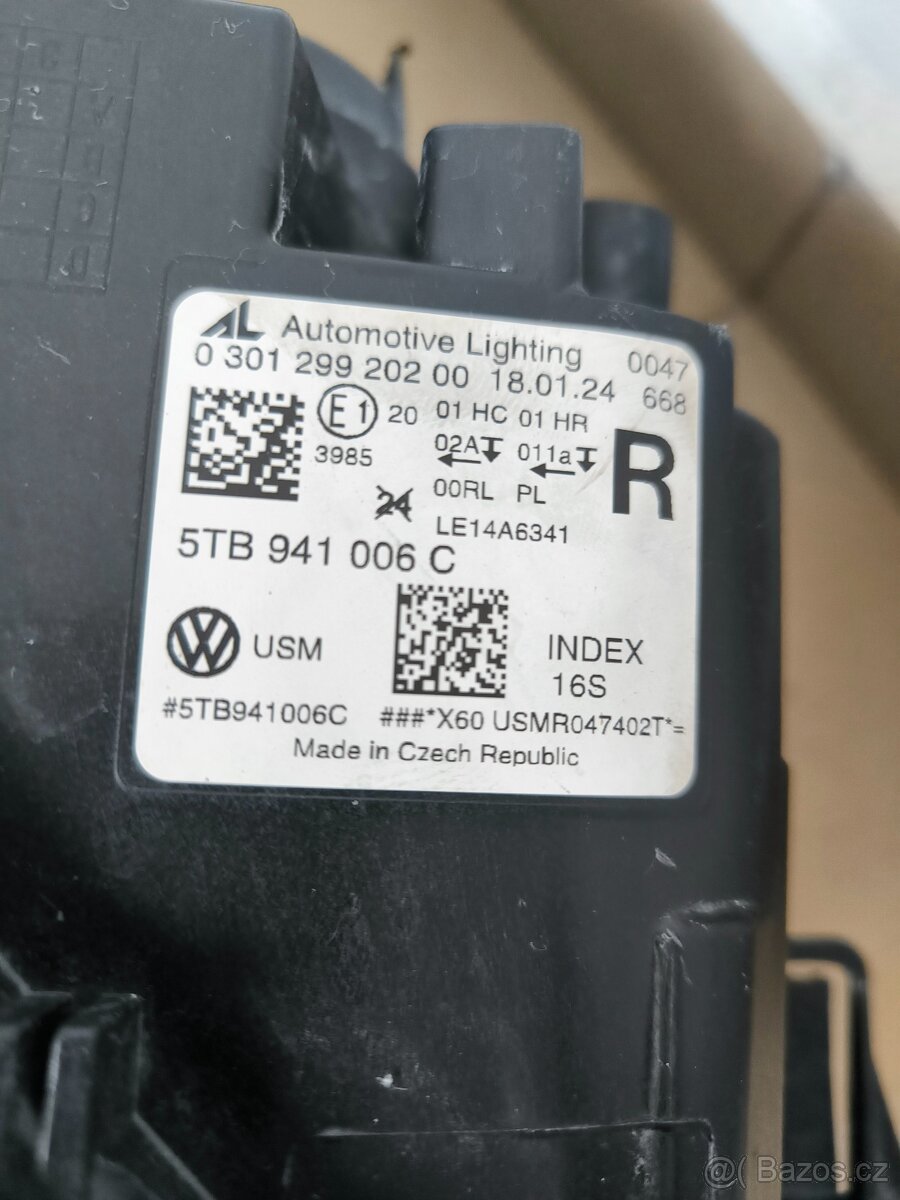 AL Automotive Lighting 0047
0 301 299 202 00 18.01.24 668
E1 20 01 HC 01 HR
3985 02A 011a R
24 00RL PL
LE14A6341
5TB 941 006 C
VW USM INDEX
16S
#5TB941006C ###*X60 USMR047402T*=
Made in Czech Republic
@( Bazos.cz